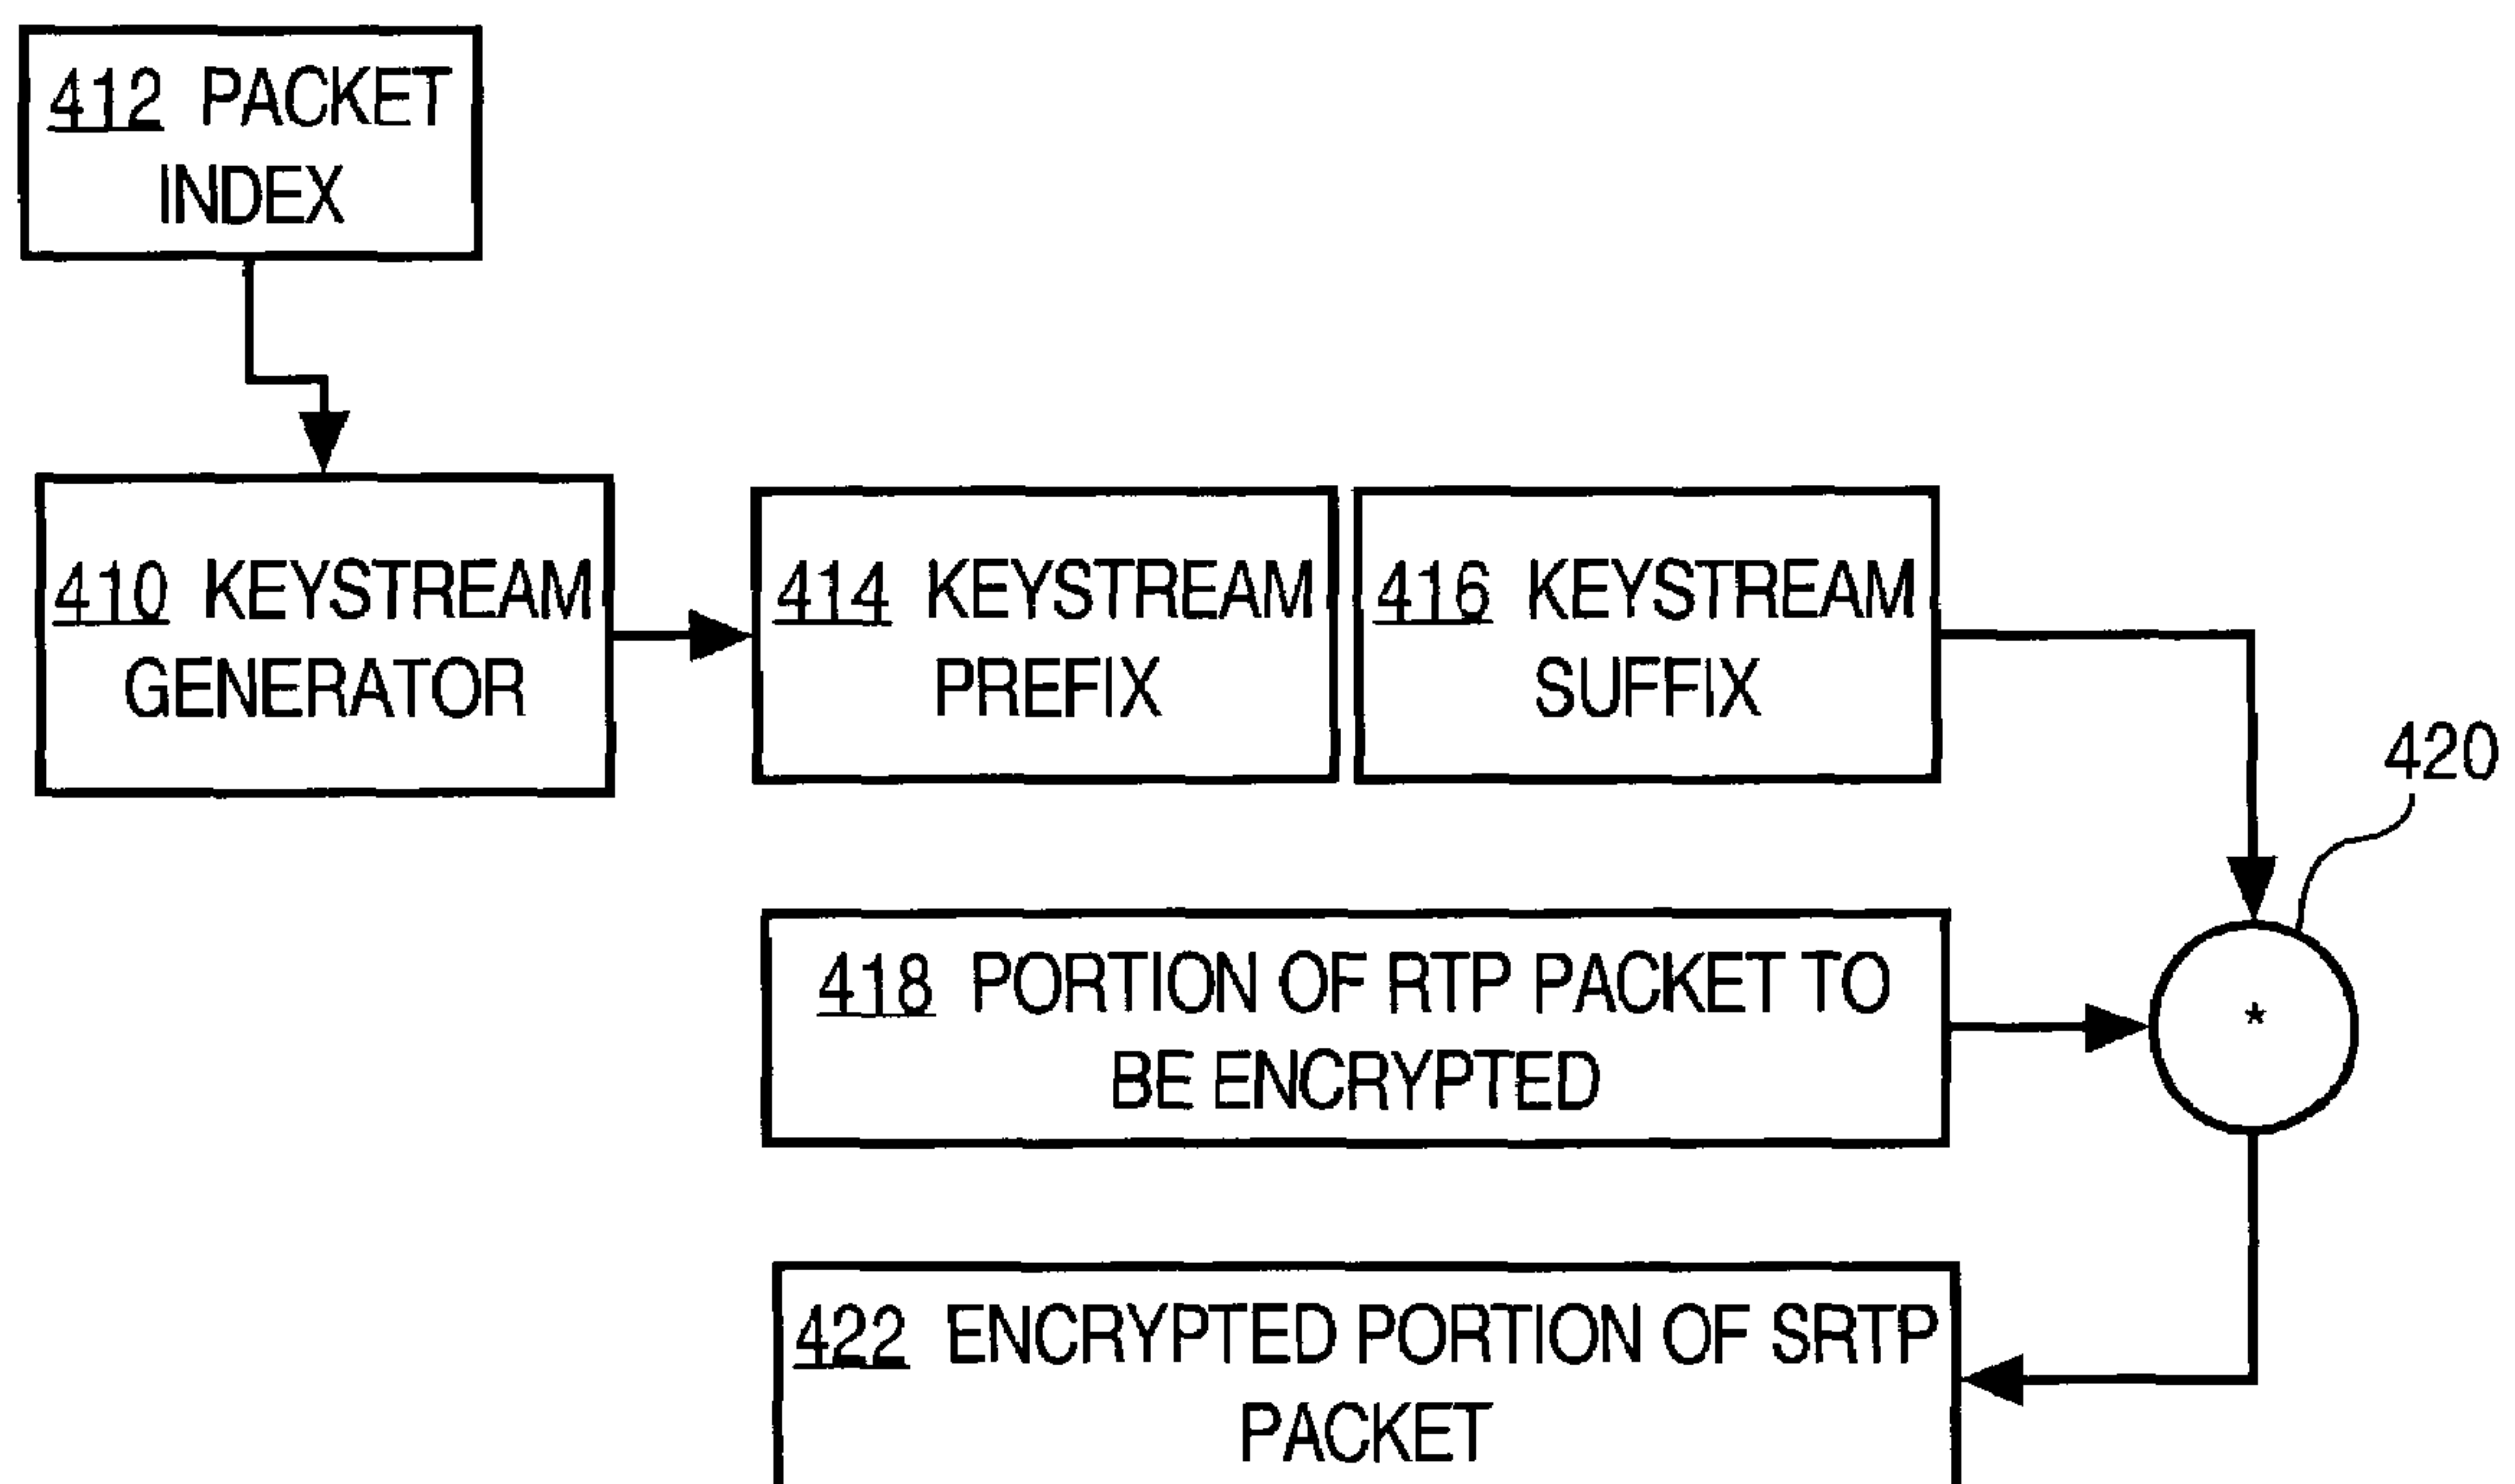 412 PACKET
INDEX
410 KEYSTREAM
GENERATOR
414 KEYSTREAM
PREFIX
416 KEYSTREAM
SUFFIX
420
418 PORTION OF RTP PACKET TO
BE ENCRYPTED
*
422 ENCRYPTED PORTION OF SRTP
PACKET